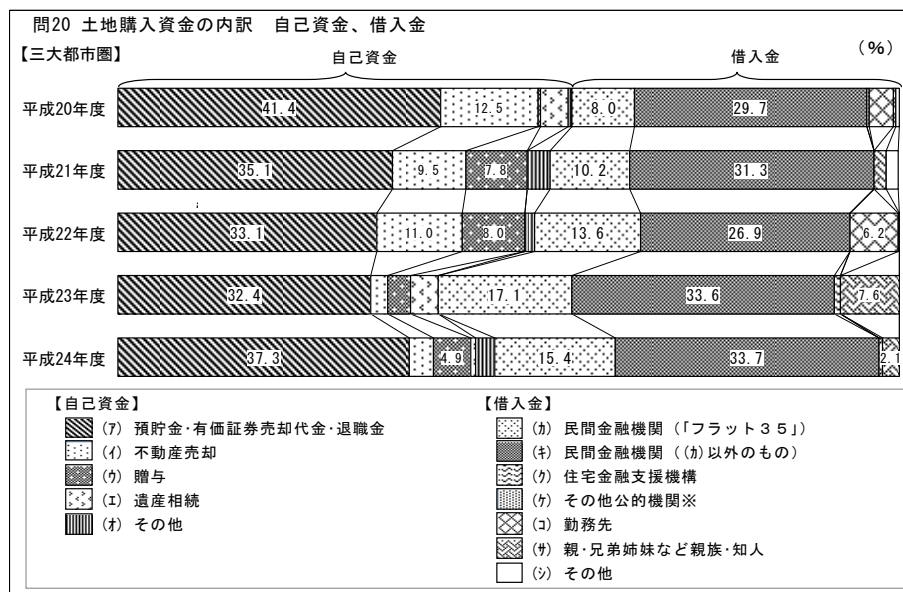 問20 土地購入資金の内訳 自己資金、借入金
【三大都市圏】 自己資金 借入金 (%)
平成20年度 41.4 12.5 8.0 29.7
平成21年度 35.1 9.5 7.8 10.2 31.3
平成22年度 33.1 11.0 8.0 13.6 26.9 6.2
平成23年度 32.4 17.1 33.6 7.6
平成24年度 37.3 4.9 15.4 33.7 2.1
【自己資金】
(ア) 預貯金･有価証券売却代金･退職金
(イ) 不動産売却
(ウ) 贈与
(エ) 遺産相続
(オ) その他
【借入金】
(カ) 民間金融機関（「フラット３５」）
(キ) 民間金融機関（(カ)以外のもの）
(ク) 住宅金融支援機構
(ケ) その他公的機関※
(コ) 勤務先
(サ) 親･兄弟姉妹など親族･知人
(シ) その他